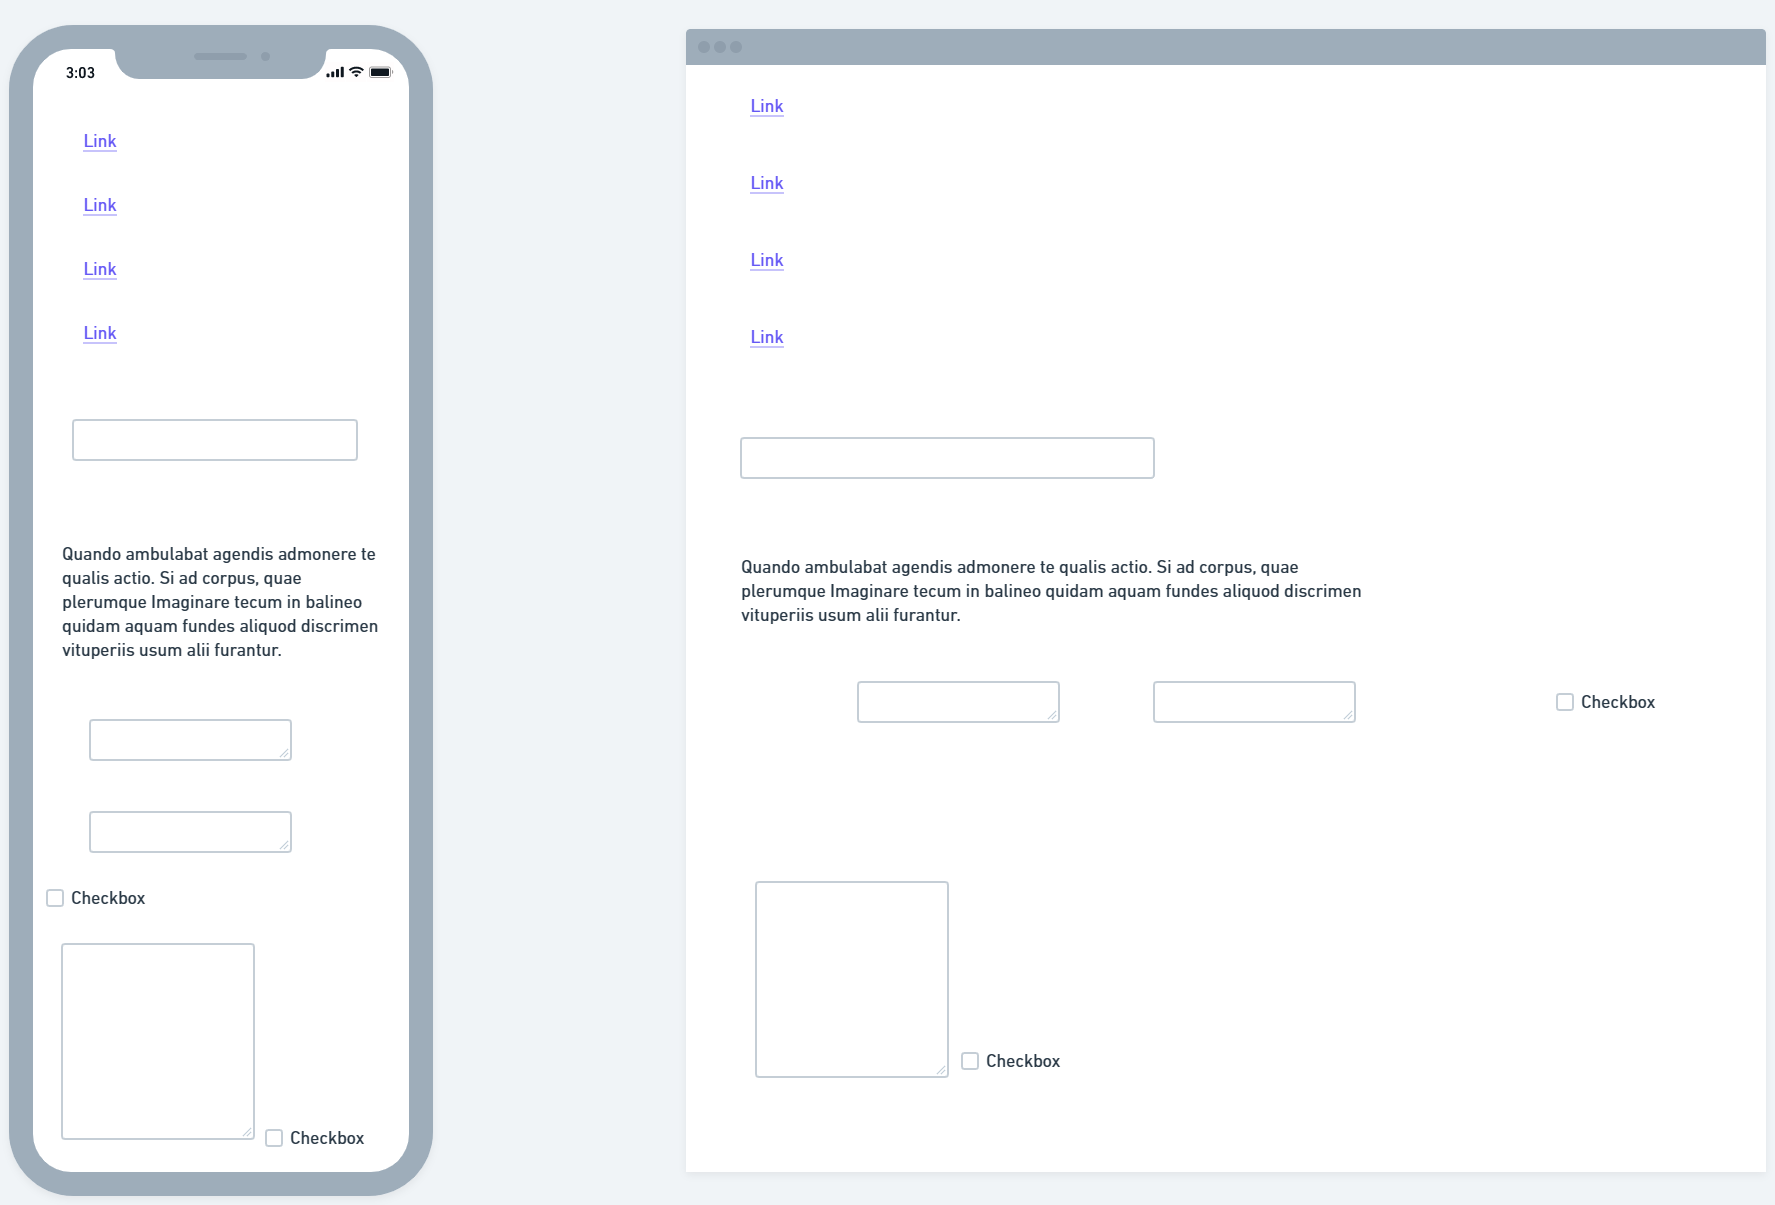 3:03
Link
Link
Link
Link
Quando ambulabat agendis admonere te
qualis actio. Si ad corpus, quae
plerumque Imaginare tecum in balineo
quidam aquam fundes aliquod discrimen
vituperiis usum alii furantur.
Checkbox
Checkbox
Link
Link
Link
Link
Quando ambulabat agendis admonere te qualis actio. Si ad corpus, quae
plerumque Imaginare tecum in balineo quidam aquam fundes aliquod discrimen
vituperiis usum alii furantur.
Checkbox
Checkbox